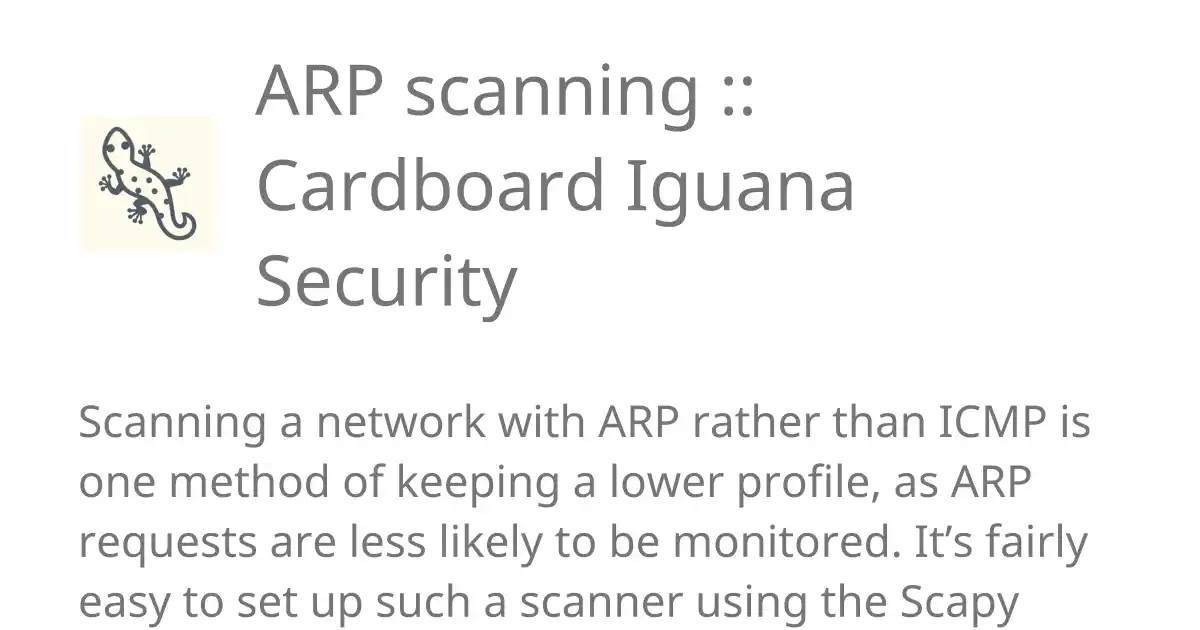 ARP scanning ::
Cardboard Iguana
Security
Scanning a network with ARP rather than ICMP is
one method of keeping a lower profile, as ARP
requests are less likely to be monitored. It’s fairly
easy to set up such a scanner using the Scapy